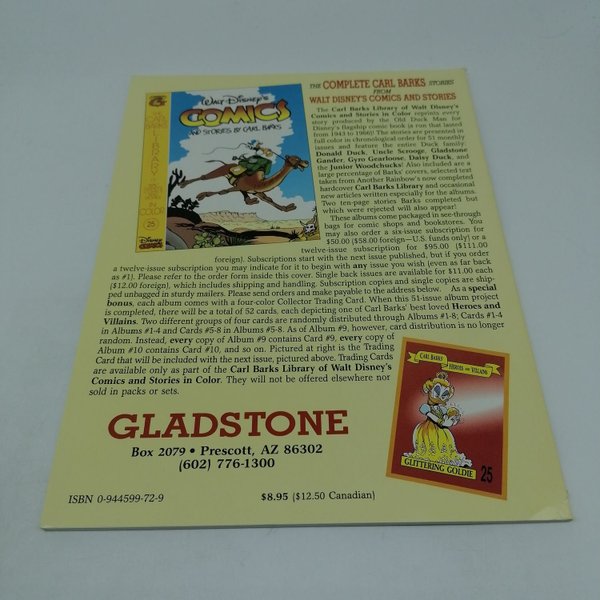 THE COMPLETE CARL BARKS STORIES
FROM
WALT DISNEY'S COMICS AND STORIES
Walt Disney's
COMICS
AND STORIES BY CARL BARKS
IN COLOR
25
The Carl Barks Library of Walt Disney's
Comics and Stories in Color reprints every
story produced by the Old Duck Man for
Disney's flagship comic book (a run that lasted
from 1943 to 1966)! The stories are presented in
full color in chronological order for 51 monthly
issues and feature the entire Duck family:
Donald Duck, Uncle Scrooge, Gladstone
Gander, Gyro Gearloose, Daisy Duck, and
the Junior Woodchucks! Also included are a
large percentage of Barks' covers, selected text
taken from Another Rainbow's now completed
hardcover Carl Barks Library and occasional
new articles written especially for the albums.
Two ten-page stories Barks completed but
which were rejected will also appear!
These albums come packaged in see-through
bags for comic shops and bookstores. You
may also order a six-issue subscription for
$50.00 ($58.00 foreign—U.S. funds only) or a
twelve-issue subscription for $95.00 ($111.00
foreign). Subscriptions start with the next issue published, but if you order
a twelve-issue subscription you may indicate for it to begin with any issue you wish (even as far back
as #1). Please refer to the order form inside this cover. Single back issues are available for $11.00 each
($12.00 foreign), which includes shipping and handling. Subscription copies and single copies are ship-
ped unbagged in sturdy mailers. Please send orders and make payable to the address below. As a special
bonus, each album comes with a four-color Collector Trading Card. When this 51-issue album project
is completed, there will be a total of 52 cards, each depicting one of Carl Barks' best loved Heroes and
Villains. Two different groups of four cards are randomly distributed through Albums #1-8; Cards #1-4
in Albums #1-4 and Cards #5-8 in Albums #5-8. As of Album #9, however, card distribution is no longer
random. Instead, every copy of Album #9 contains Card #9, every copy of
Album #10 contains Card #10, and so on. Pictured at right is the Trading
Card that will be included with the next issue, pictured above. Trading Cards
are available only as part of the Carl Barks Library of Walt Disney's
Comics and Stories in Color. They will not be offered elsewhere nor
sold in packs or sets.
CARL BARKS'
HEROES AND VILLAINS
GLITTERING GOLDIE
25
GLADSTONE
Box 2079 • Prescott, AZ 86302
(602) 776-1300
ISBN 0-944599-72-9
$8.95 ($12.50 Canadian)